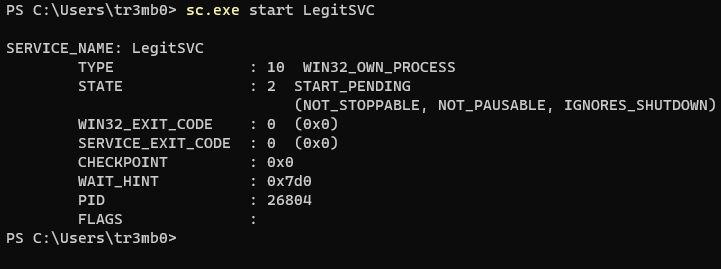 PS C:\Users\tr3mb0> sc.exe start LegitSVC
SERVICE_NAME: LegitSVC
        TYPE               : 10  WIN32_OWN_PROCESS
        STATE              : 2  START_PENDING
                                (NOT_STOPPABLE, NOT_PAUSABLE, IGNORES_SHUTDOWN)
        WIN32_EXIT_CODE    : 0  (0x0)
        SERVICE_EXIT_CODE  : 0  (0x0)
        CHECKPOINT         : 0x0
        WAIT_HINT          : 0x7d0
        PID                : 26804
        FLAGS              :
PS C:\Users\tr3mb0>